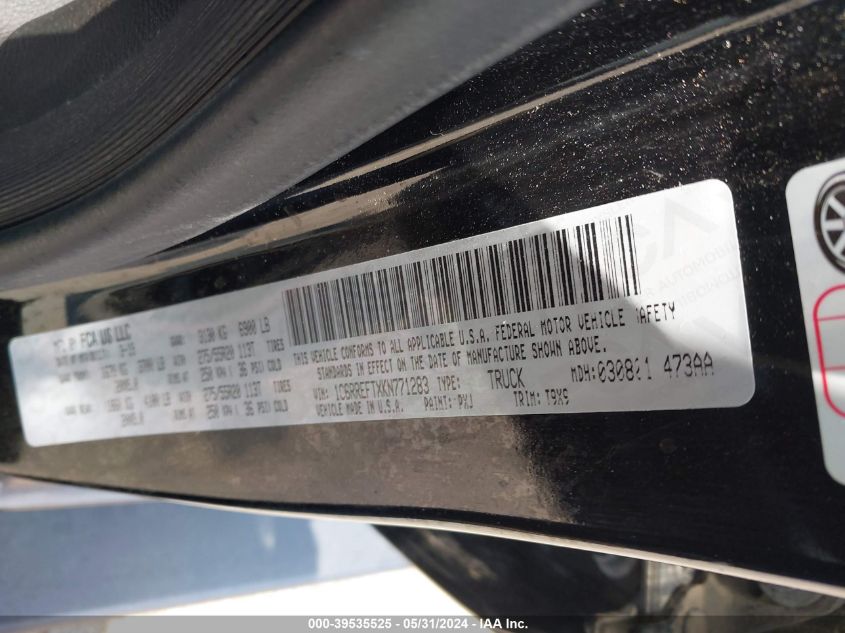 FCA US LLC
GVWR: 3130 KG 6900 LB
275/55R20 113T TIRES
250 KPA ( 36 PSI) COLD
275/55R20 113T TIRES
250 KPA ( 36 PSI) COLD
THIS VEHICLE CONFORMS TO ALL APPLICABLE U.S.A. FEDERAL MOTOR VEHICLE SAFETY
STANDARDS IN EFFECT ON THE DATE OF MANUFACTURE SHOWN ABOVE.
VIN: 1C6RREFTXKN771283 TYPE: TRUCK MDH: 473AA
MADE IN U.S.A. PAINT: PXJ TRIM: T9X9
000-39535525 - 05/31/2024 - IAA Inc.